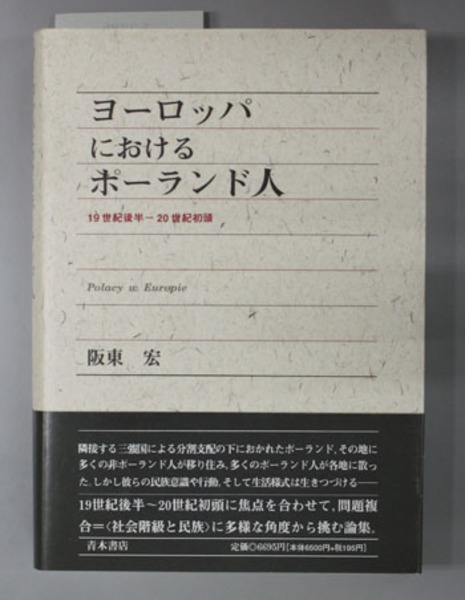 ヨーロッパ
における
ポーランド人
19世紀後半－20世紀初頭
Polacy w Europie
阪東 宏
隣接する三強国による分割支配の下におかれたポーランド、その地に
多くの非ポーランド人が移り住み、多くのポーランド人が各地に散っ
た。しかし彼らの民族意識や行動、そして生活様式は生きつづける――
19世紀後半～20世紀初頭に焦点を合わせて，問題複
合＝〈社会階級と民族〉に多様な角度から挑む論集。
青木書店 定価◎6695円［本体6500円+税195円］